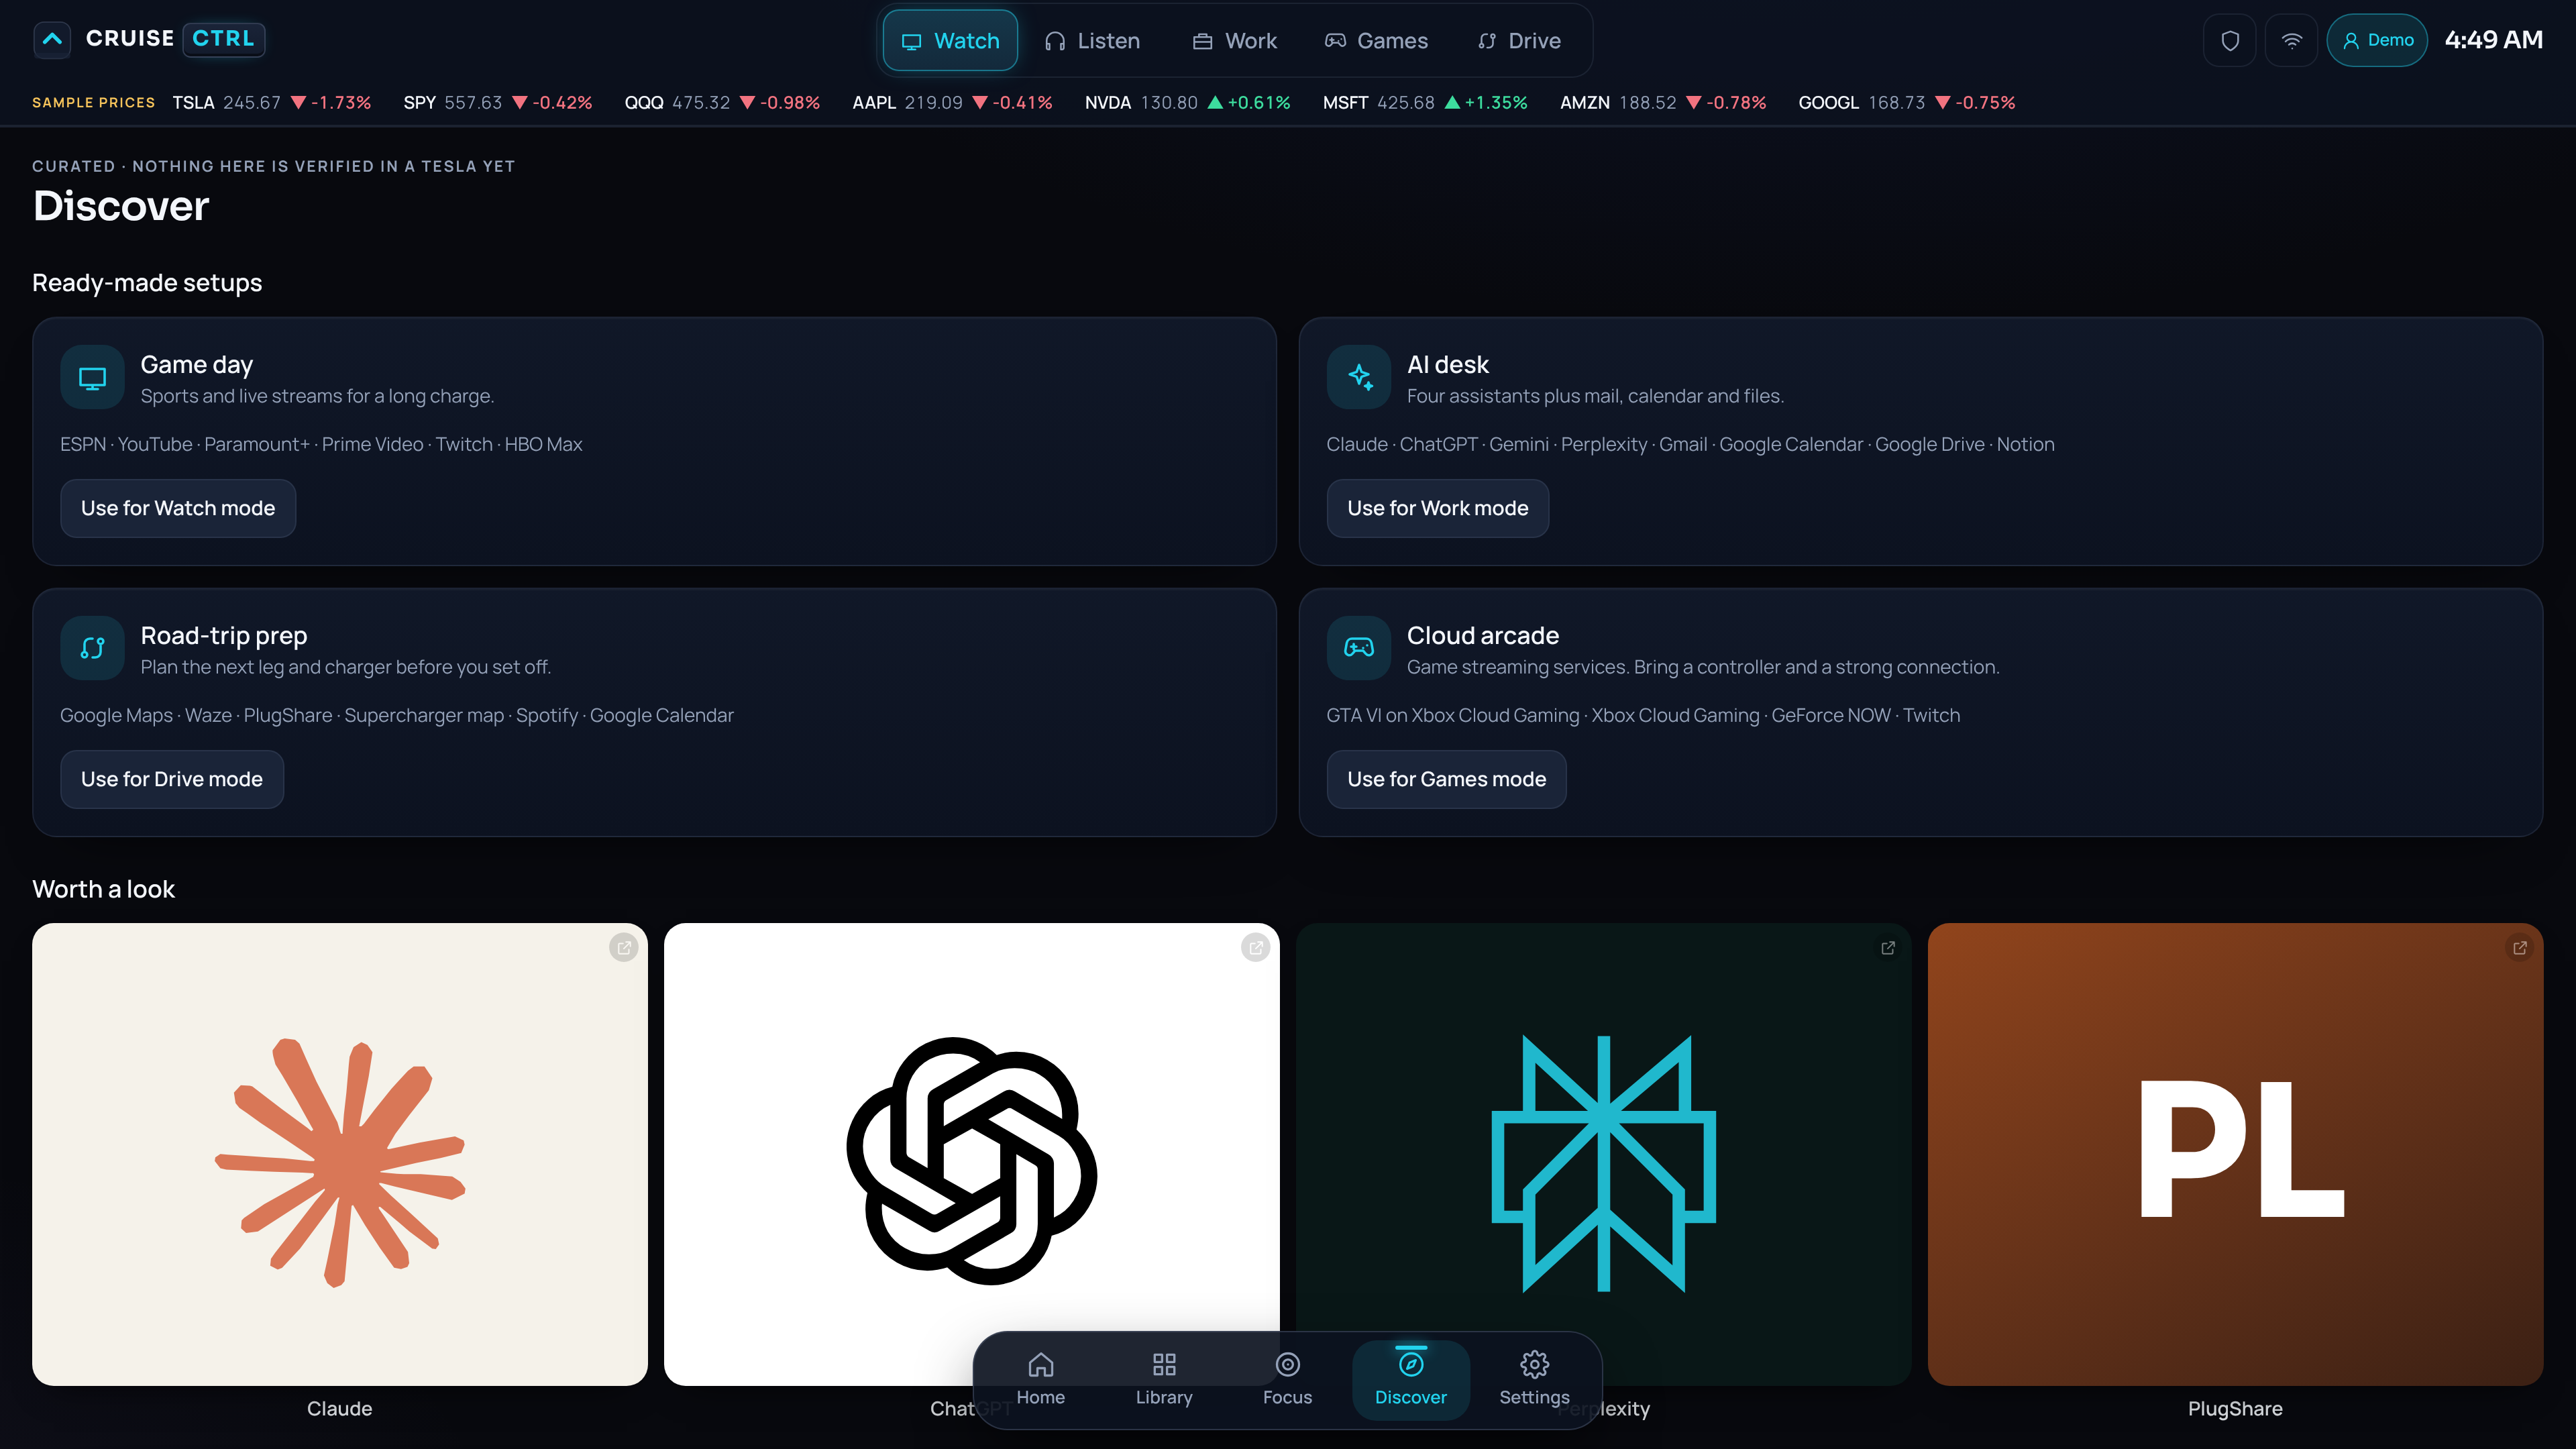 CRUISE CTRL
Watch
Listen
Work
Games
Drive
Demo
4:49 AM
SAMPLE PRICES TSLA 245.67 ▼ -1.73% SPY 557.63 ▼ -0.42% QQQ 475.32 ▼ -0.98% AAPL 219.09 ▼ -0.41% NVDA 130.80 ▲ +0.61% MSFT 425.68 ▲ +1.35% AMZN 188.52 ▼ -0.78% GOOGL 168.73 ▼ -0.75%
CURATED · NOTHING HERE IS VERIFIED IN A TESLA YET
Discover
Ready-made setups
Game day
Sports and live streams for a long charge.
ESPN · YouTube · Paramount+ · Prime Video · Twitch · HBO Max
Use for Watch mode
AI desk
Four assistants plus mail, calendar and files.
Claude · ChatGPT · Gemini · Perplexity · Gmail · Google Calendar · Google Drive · Notion
Use for Work mode
Road-trip prep
Plan the next leg and charger before you set off.
Google Maps · Waze · PlugShare · Supercharger map · Spotify · Google Calendar
Use for Drive mode
Cloud arcade
Game streaming services. Bring a controller and a strong connection.
GTA VI on Xbox Cloud Gaming · Xbox Cloud Gaming · GeForce NOW · Twitch
Use for Games mode
Worth a look
PL
Claude
ChatGPT
Perplexity
PlugShare
Home
Library
Focus
Discover
Settings